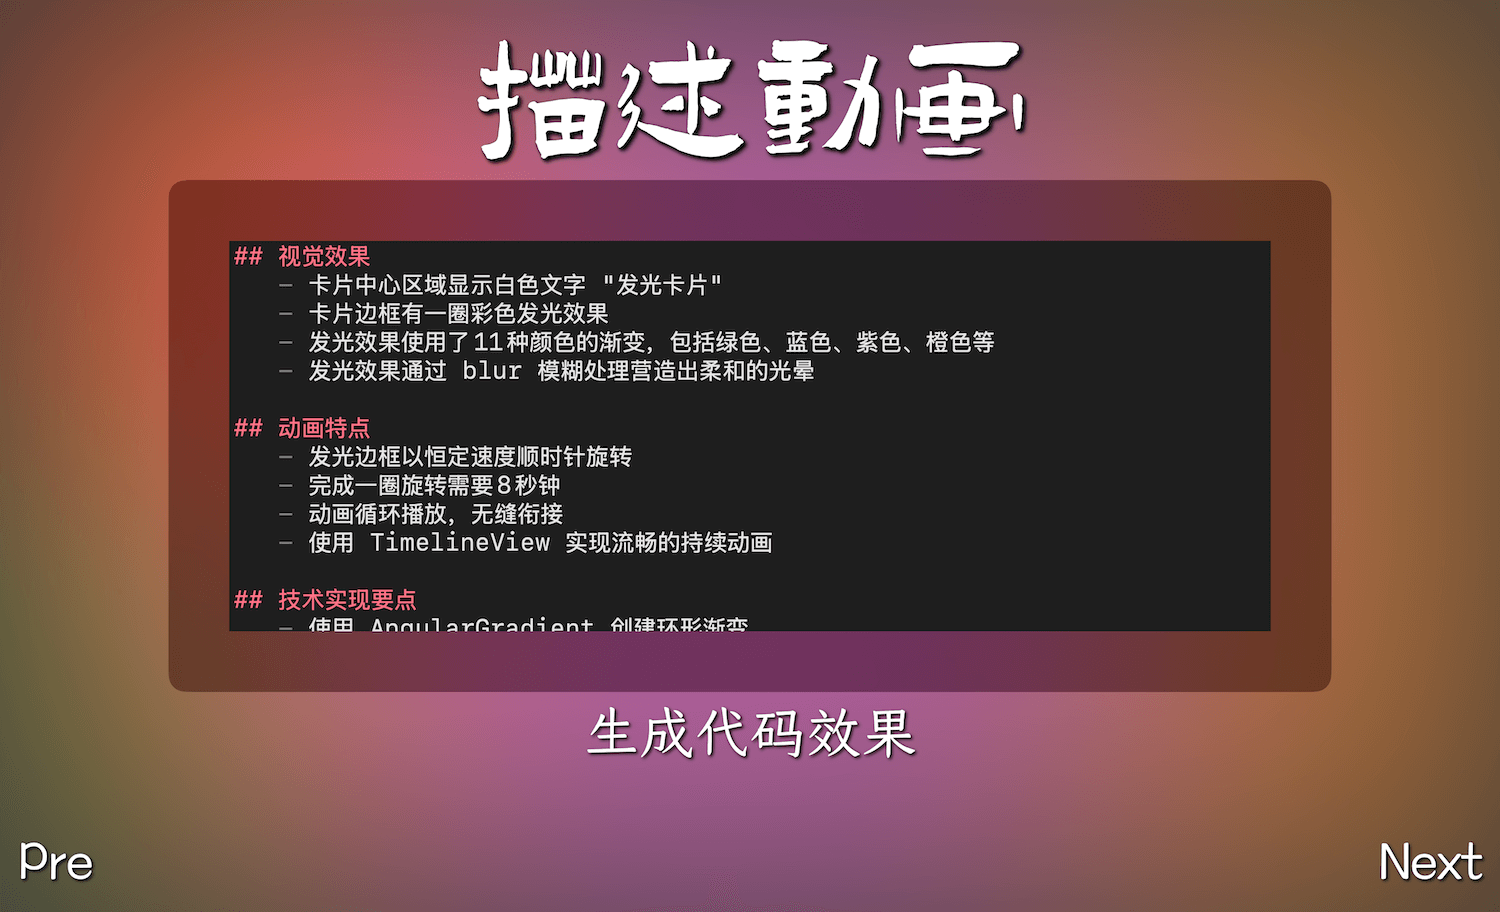 描述動画
## 视觉效果
- 卡片中心区域显示白色文字 "发光卡片"
- 卡片边框有一圈彩色发光效果
- 发光效果使用了11种颜色的渐变，包括绿色、蓝色、紫色、橙色等
- 发光效果通过 blur 模糊处理营造出柔和的光晕
## 动画特点
- 发光边框以恒定速度顺时针旋转
- 完成一圈旋转需要8秒钟
- 动画循环播放，无缝衔接
- 使用 TimelineView 实现流畅的持续动画
## 技术实现要点
- 使用 AngularGradient 创建环形渐变
生成代码效果
Pre
Next